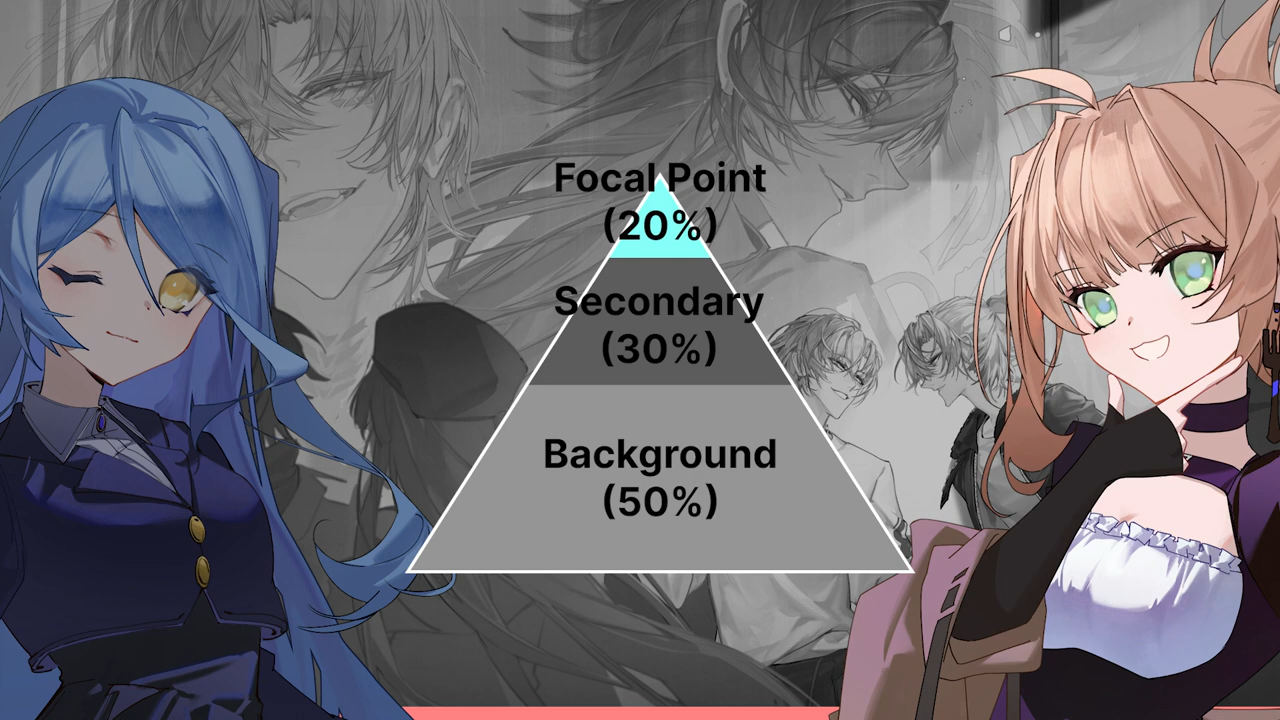 Focal Point
(20%)
Secondary
(30%)
Background
(50%)